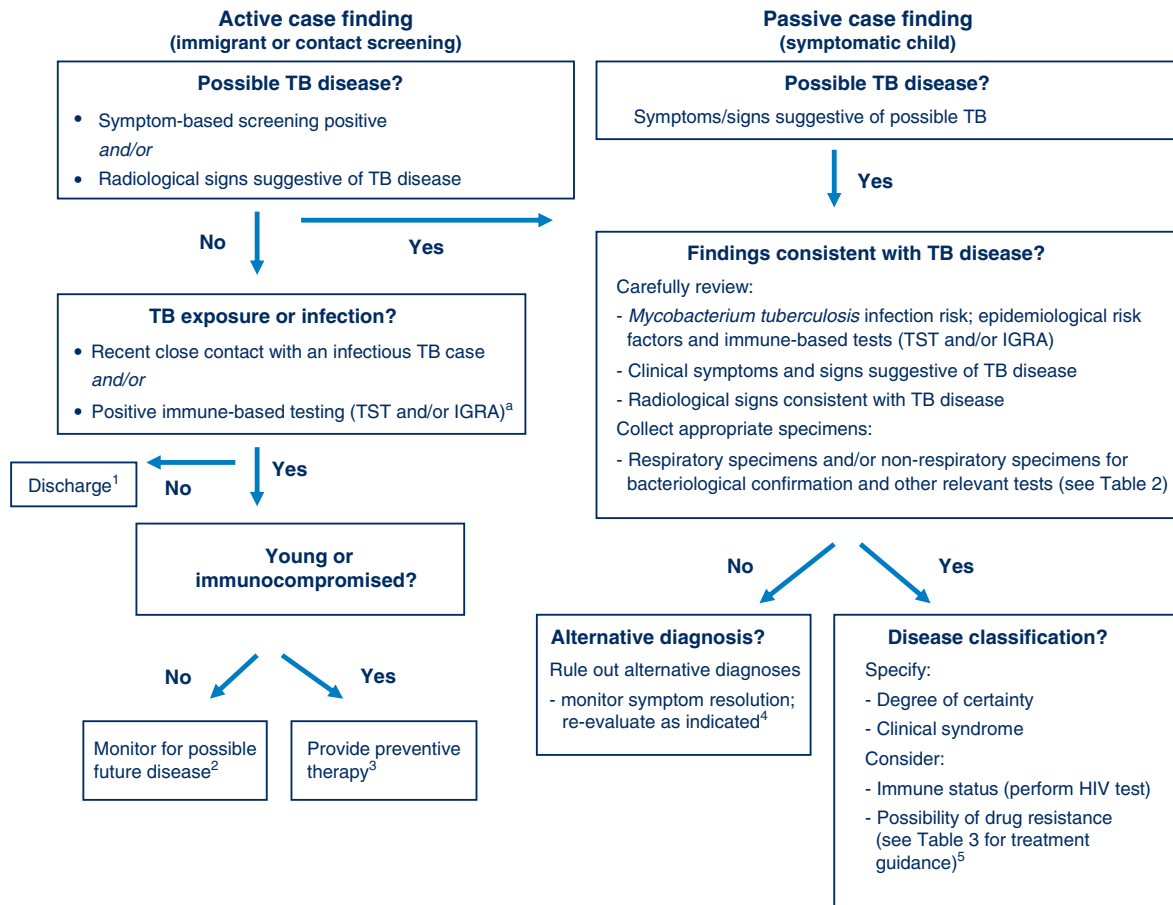 Active case finding
(immigrant or contact screening)
Possible TB disease?
• Symptom-based screening positive
and/or
• Radiological signs suggestive of TB disease
No
Yes
TB exposure or infection?
• Recent close contact with an infectious TB case
and/or
• Positive immune-based testing (TST and/or IGRA)a
Yes
No
Discharge1
Young or
immunocompromised?
No
Yes
Monitor for possible
future disease2
Provide preventive
therapy3
Passive case finding
(symptomatic child)
Possible TB disease?
Symptoms/signs suggestive of possible TB
Yes
Findings consistent with TB disease?
Carefully review:
- Mycobacterium tuberculosis infection risk; epidemiological risk
factors and immune-based tests (TST and/or IGRA)
- Clinical symptoms and signs suggestive of TB disease
- Radiological signs consistent with TB disease
Collect appropriate specimens:
- Respiratory specimens and/or non-respiratory specimens for
bacteriological confirmation and other relevant tests (see Table 2)
No
Yes
Alternative diagnosis?
Rule out alternative diagnoses
- monitor symptom resolution;
re-evaluate as indicated4
Disease classification?
Specify:
- Degree of certainty
- Clinical syndrome
Consider:
- Immune status (perform HIV test)
- Possibility of drug resistance
(see Table 3 for treatment
guidance)5